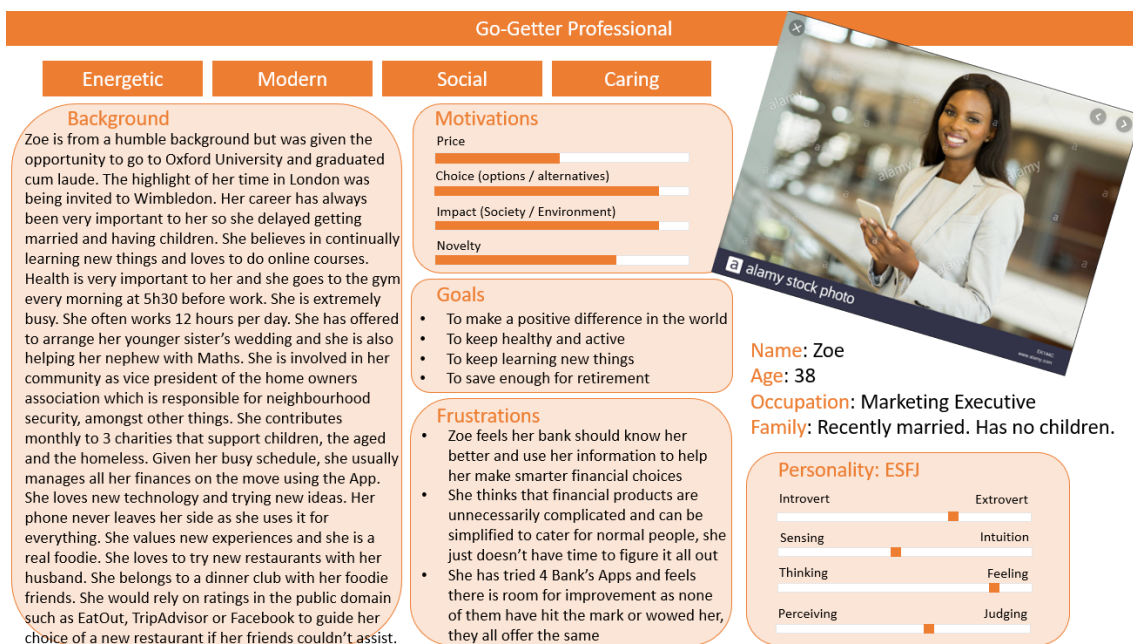 Go-Getter Professional
Energetic
Modern
Social
Caring
Background
Zoe is from a humble background but was given the
opportunity to go to Oxford University and graduated
cum laude. The highlight of her time in London was
being invited to Wimbledon. Her career has always
been very important to her so she delayed getting
married and having children. She believes in continually
learning new things and loves to do online courses.
Health is very important to her and she goes to the gym
every morning at 5h30 before work. She is extremely
busy. She often works 12 hours per day. She has offered
to arrange her younger sister's wedding and she is also
helping her nephew with Maths. She is involved in her
community as vice president of the home owners
association which is responsible for neighbourhood
security, amongst other things. She contributes
monthly to 3 charities that support children, the aged
and the homeless. Given her busy schedule, she usually
manages all her finances on the move using the App.
She loves new technology and trying new ideas. Her
phone never leaves her side as she uses it for
everything. She values new experiences and she is a
real foodie. She loves to try new restaurants with her
husband. She belongs to a dinner club with her foodie
friends. She would rely on ratings in the public domain
such as EatOut, TripAdvisor or Facebook to guide her
choice of a new restaurant if her friends couldn't assist.
Motivations
Price
Choice (options / alternatives)
Impact (Society / Environment)
Novelty
Goals
• To make a positive difference in the world
• To keep healthy and active
• To keep learning new things
• To save enough for retirement
Frustrations
• Zoe feels her bank should know her
better and use her information to help
her make smarter financial choices
• She thinks that financial products are
unnecessarily complicated and can be
simplified to cater for normal people, she
just doesn't have time to figure it all out
• She has tried 4 Bank's Apps and feels
there is room for improvement as none
of them have hit the mark or wowed her,
they all offer the same
alamy
alamy
alamy
a alamy stock photo
www.alamy.com
Name: Zoe
Age: 38
Occupation: Marketing Executive
Family: Recently married. Has no children.
Personality: ESFJ
Introvert Extrovert
Sensing Intuition
Thinking Feeling
Perceiving Judging